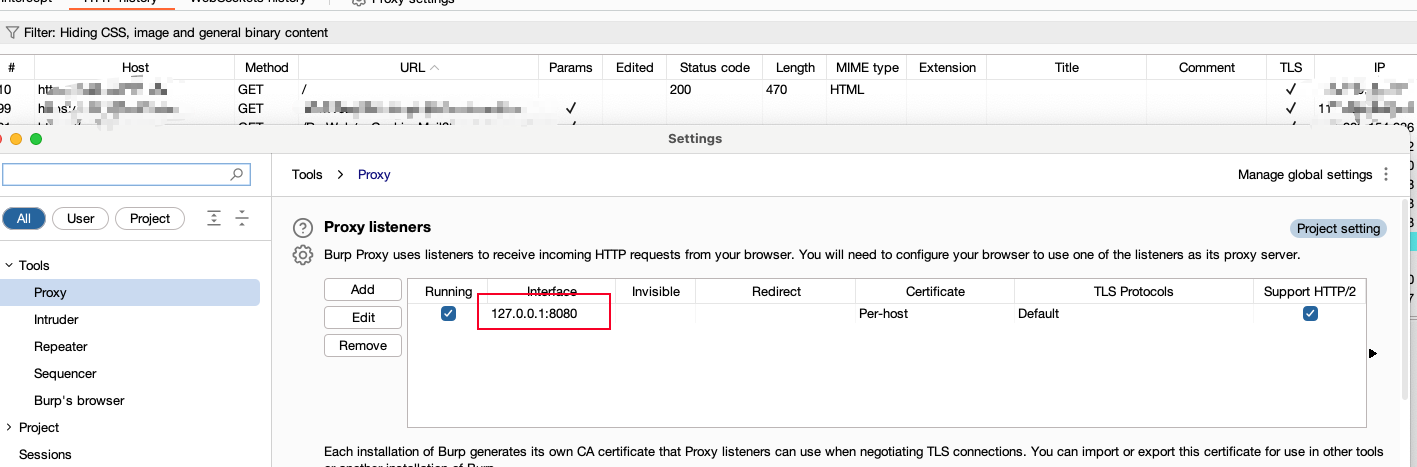 Intercept HTTP history WebSockets history Proxy settings
Filter: Hiding CSS, image and general binary content
# Host Method URL Params Edited Status code Length MIME type Extension Title Comment TLS IP
10 GET / 200 470 HTML ✓
99 GET ✓ ✓ 11
GET
Settings
Tools > Proxy Manage global settings
All User Project
Proxy listeners Project setting
Burp Proxy uses listeners to receive incoming HTTP requests from your browser. You will need to configure your browser to use one of the listeners as its proxy server.
Tools
Proxy
Intruder
Repeater
Sequencer
Burp's browser
Project
Sessions
Add
Edit
Remove
Running Interface Invisible Redirect Certificate TLS Protocols Support HTTP/2
127.0.0.1:8080 Per-host Default
Each installation of Burp generates its own CA certificate that Proxy listeners can use when negotiating TLS connections. You can import or export this certificate for use in other tools
or another installation of Burp.